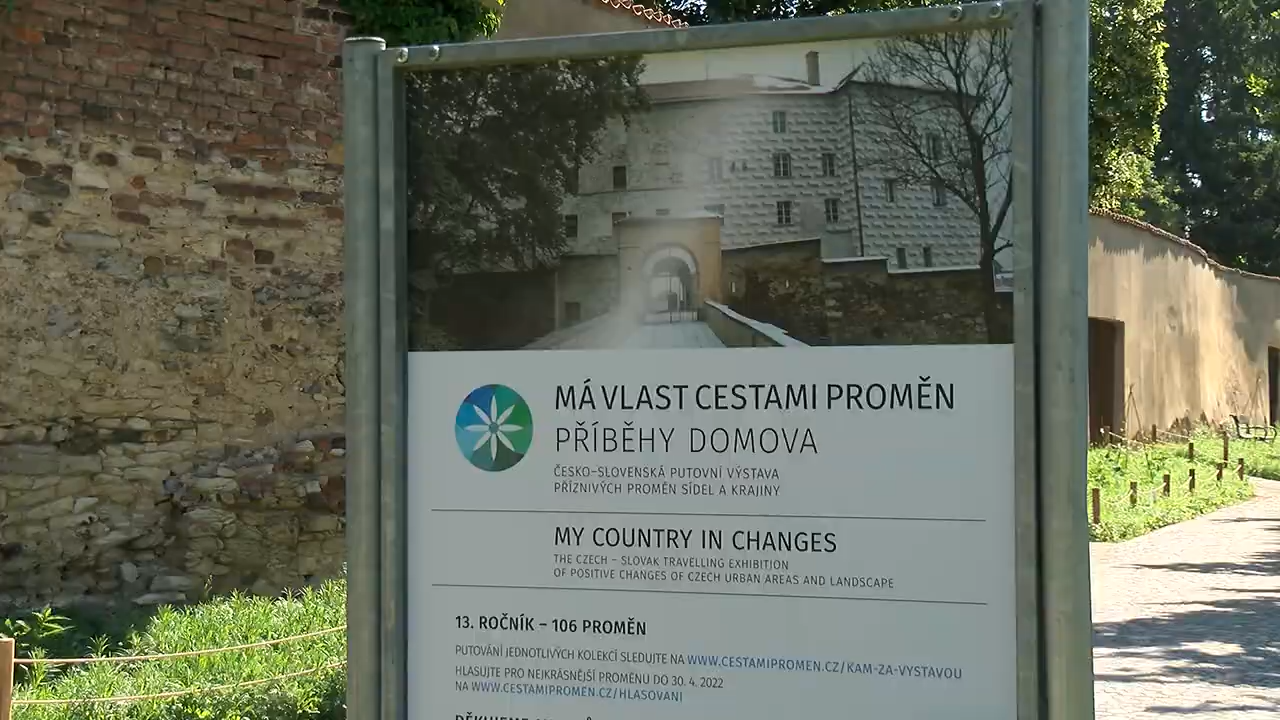 MÁ VLAST CESTAMI PROMĚN
PŘÍBĚHY DOMOVA
ČESKO-SLOVENSKÁ PUTOVNÍ VÝSTAVA
PŘÍZNIVÝCH PROMĚN SÍDEL A KRAJINY
MY COUNTRY IN CHANGES
THE CZECH – SLOVAK TRAVELLING EXHIBITION
OF POSITIVE CHANGES OF CZECH URBAN AREAS AND LANDSCAPE
13. ROČNÍK – 106 PROMĚN
PUTOVÁNÍ JEDNOTLIVÝCH KOLEKCÍ SLEDUJTE NA WWW.CESTAMIPROMEN.CZ/KAM-ZA-VYSTAVOU
HLASUJTE PRO NEJKRÁSNĚJŠÍ PROMĚNU DO 30. 4. 2022
NA WWW.CESTAMIPROMEN.CZ/HLASOVANI